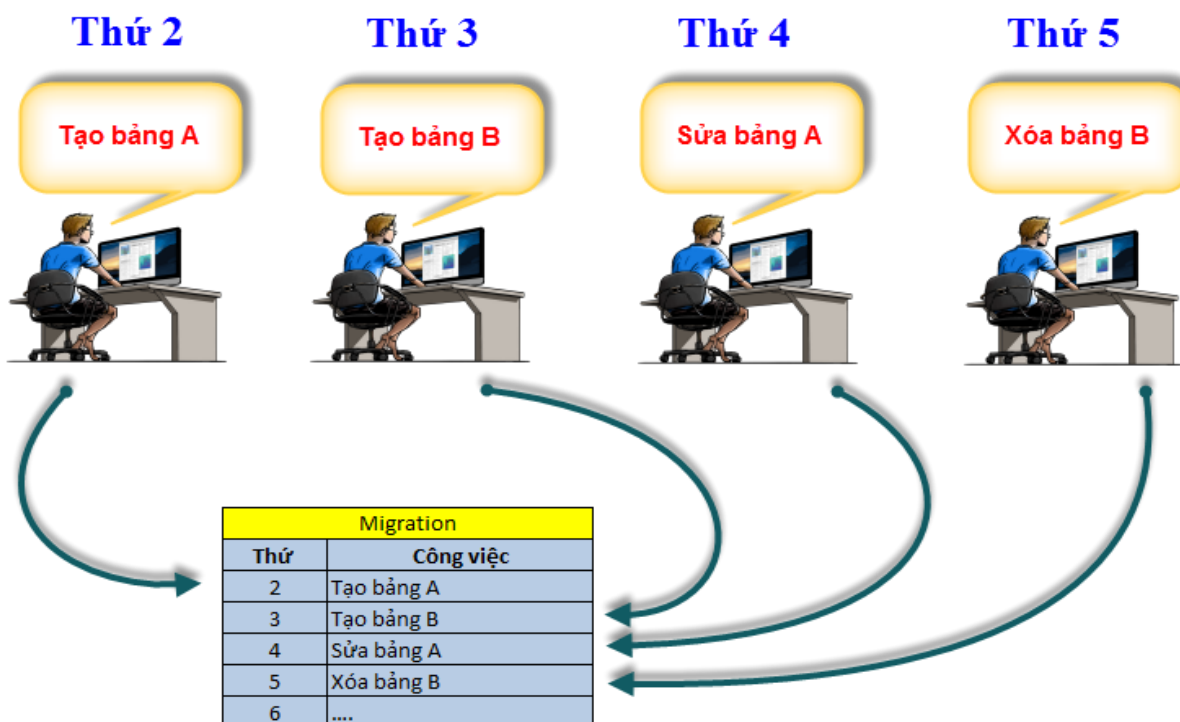 Thứ 2 Thứ 3 Thứ 4 Thứ 5
Tạo bảng A Tạo bảng B Sửa bảng A Xóa bảng B
Migration
Thứ Công việc
2 Tạo bảng A
3 Tạo bảng B
4 Sửa bảng A
5 Xóa bảng B
6 ....